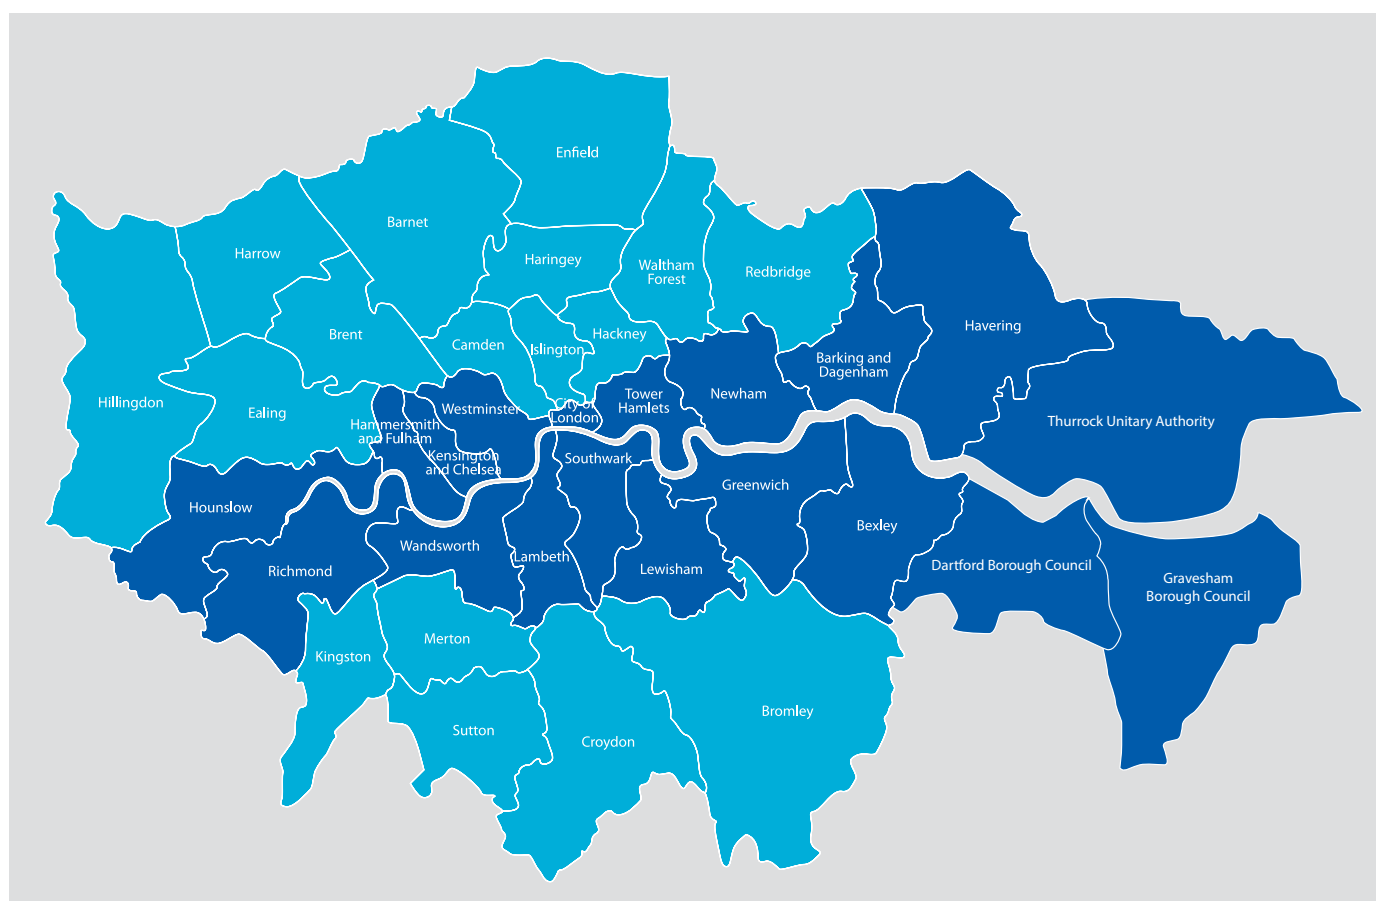 Enfield
Barnet
Harrow
Haringey
Waltham
Forest
Redbridge
Brent
Camden
Islington
Hackney
Havering
Barking and
Dagenham
Hillingdon
Ealing
Westminster
City of
London
Tower
Hamlets
Newham
Thurrock Unitary Authority
Hammersmith
and Fulham
Kensington
and Chelsea
Southwark
Greenwich
Hounslow
Bexley
Wandsworth
Lambeth
Lewisham
Richmond
Dartford Borough Council
Gravesham
Borough Council
Merton
Kingston
Sutton
Croydon
Bromley